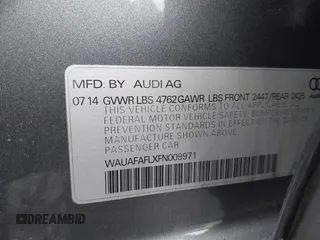 MFD. BY AUDI AG
07 14 GVWR LBS 4762 GAWR LBS FRONT 2447/REAR 2425
THIS VEHICLE CONFORMS TO ALL APPLICABLE
FEDERAL MOTOR VEHICLE SAFETY, BUMPER, AND
THEFT PREVENTION STANDARDS IN EFFECT ON THE
DATE OF MANUFACTURE SHOWN ABOVE.
PASSENGER CAR
WAUAFAFLXFN009971
DREAMBID